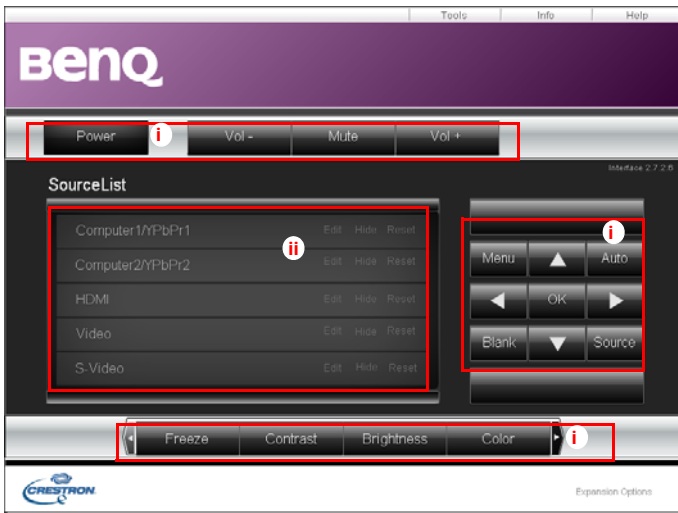 Tools Info Help
BenQ
Power i Vol - Mute Vol +
Interface 2.7.2.6
SourceList
Computer1/YPbPr1 Edit Hide Reset
Computer2/YPbPr2 Edit Hide Reset
HDMI Edit Hide Reset
Video Edit Hide Reset
S-Video Edit Hide Reset
ii
i
Menu Auto
OK
Blank Source
Freeze Contrast Brightness Color i
CRESTRON
Expansion Options